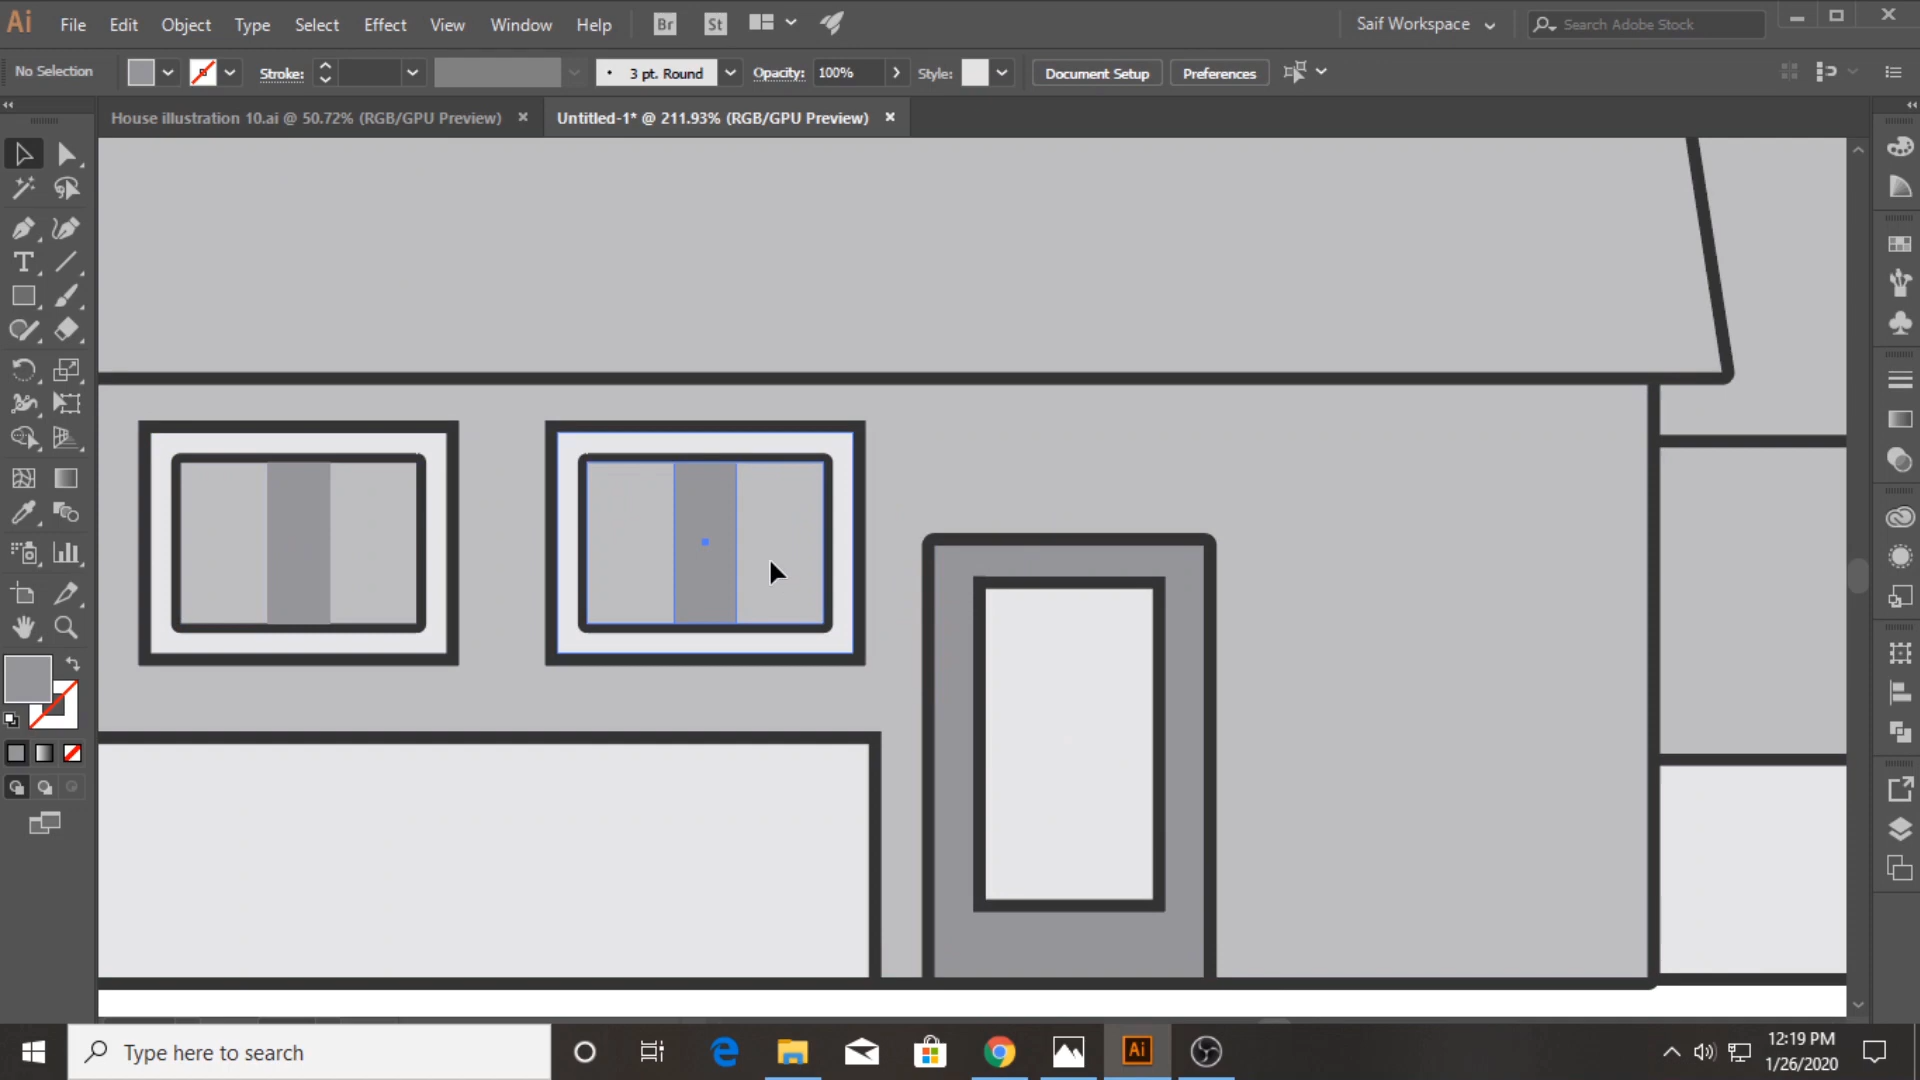 Ai File Edit Object Type Select Effect View Window Help Br St Saif Workspace Search Adobe Stock
No Selection Stroke: 3 pt. Round Opacity: 100% Style: Document Setup Preferences
House illustration 10.ai @ 50.72% (RGB/GPU Preview) Untitled-1* @ 211.93% (RGB/GPU Preview)
Type here to search Ai 12:19 PM
1/26/2020